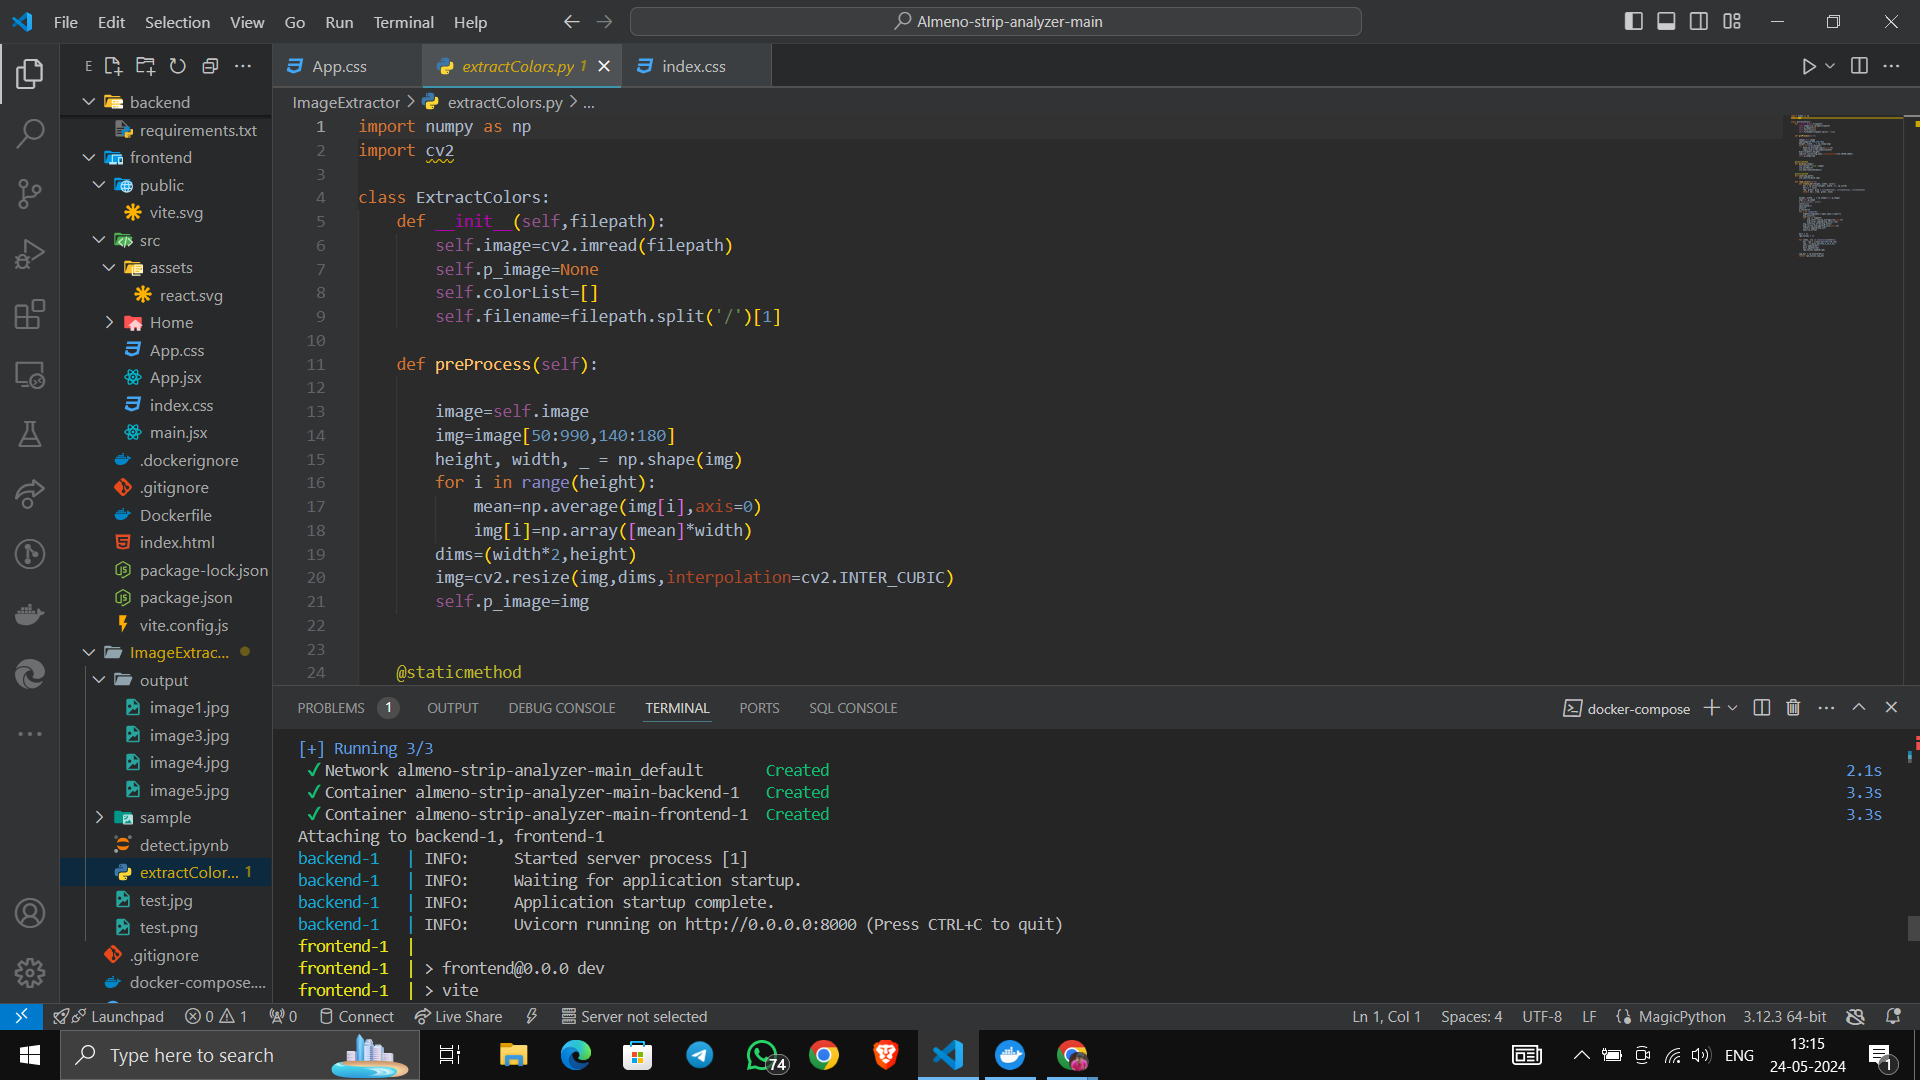 File Edit Selection View Go Run Terminal Help
Almeno-strip-analyzer-main
E
App.css
extractColors.py 1
index.css
ImageExtractor > extractColors.py > ...
backend
requirements.txt
frontend
public
vite.svg
src
assets
react.svg
Home
App.css
App.jsx
index.css
main.jsx
.dockerignore
.gitignore
Dockerfile
index.html
package-lock.json
package.json
vite.config.js
ImageExtrac...
output
image1.jpg
image3.jpg
image4.jpg
image5.jpg
sample
detect.ipynb
extractColor... 1
test.jpg
test.png
.gitignore
docker-compose....
1 import numpy as np
2 import cv2
3
4 class ExtractColors:
5     def __init__(self,filepath):
6         self.image=cv2.imread(filepath)
7         self.p_image=None
8         self.colorList=[]
9         self.filename=filepath.split('/')[1]
10
11     def preProcess(self):
12
13         image=self.image
14         img=image[50:990,140:180]
15         height, width, _ = np.shape(img)
16         for i in range(height):
17             mean=np.average(img[i],axis=0)
18             img[i]=np.array([mean]*width)
19         dims=(width*2,height)
20         img=cv2.resize(img,dims,interpolation=cv2.INTER_CUBIC)
21         self.p_image=img
22
23
24     @staticmethod
PROBLEMS 1 OUTPUT DEBUG CONSOLE TERMINAL PORTS SQL CONSOLE
docker-compose
[+] Running 3/3
✓ Network almeno-strip-analyzer-main_default Created 2.1s
✓ Container almeno-strip-analyzer-main-backend-1 Created 3.3s
✓ Container almeno-strip-analyzer-main-frontend-1 Created 3.3s
Attaching to backend-1, frontend-1
backend-1 | INFO: Started server process [1]
backend-1 | INFO: Waiting for application startup.
backend-1 | INFO: Application startup complete.
backend-1 | INFO: Uvicorn running on http://0.0.0.0:8000 (Press CTRL+C to quit)
frontend-1 |
frontend-1 | > frontend@0.0.0 dev
frontend-1 | > vite
Launchpad 0 1 0 Connect Live Share Server not selected
Ln 1, Col 1 Spaces: 4 UTF-8 LF MagicPython 3.12.3 64-bit
Type here to search
74
ENG
13:15
24-05-2024
1